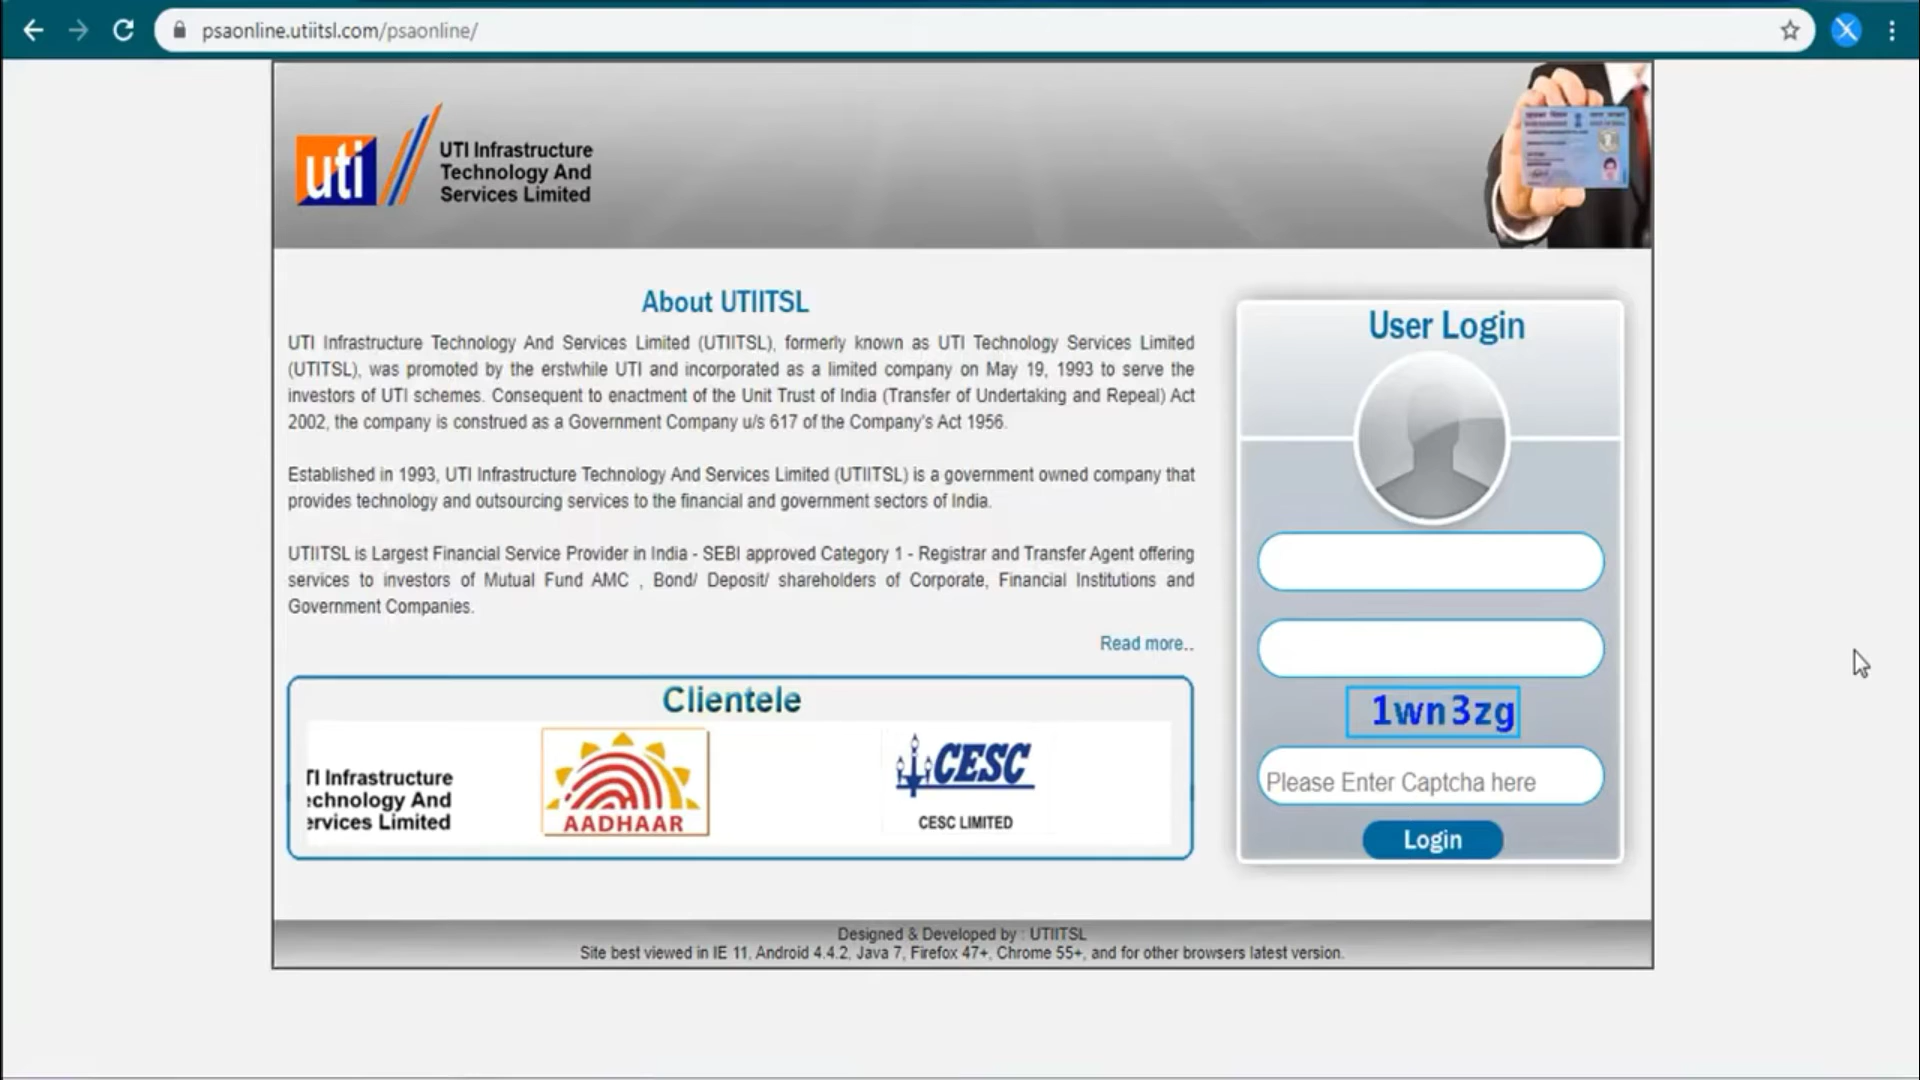 psaonline.utiitsl.com/psaonline/
uti
UTI Infrastructure
Technology And
Services Limited
About UTIITSL
UTI Infrastructure Technology And Services Limited (UTIITSL), formerly known as UTI Technology Services Limited
(UTITSL), was promoted by the erstwhile UTI and incorporated as a limited company on May 19, 1993 to serve the
investors of UTI schemes. Consequent to enactment of the Unit Trust of India (Transfer of Undertaking and Repeal) Act
2002, the company is construed as a Government Company u/s 617 of the Company's Act 1956.
Established in 1993, UTI Infrastructure Technology And Services Limited (UTIITSL) is a government owned company that
provides technology and outsourcing services to the financial and government sectors of India.
UTIITSL is Largest Financial Service Provider in India - SEBI approved Category 1 - Registrar and Transfer Agent offering
services to investors of Mutual Fund AMC , Bond/ Deposit/ shareholders of Corporate, Financial Institutions and
Government Companies.
Read more..
Clientele
TI Infrastructure
echnology And
ervices Limited
AADHAAR
CESC
CESC LIMITED
User Login
1wn3zg
Please Enter Captcha here
Login
Designed & Developed by : UTIITSL
Site best viewed in IE 11, Android 4.4.2, Java 7, Firefox 47+, Chrome 55+, and for other browsers latest version.